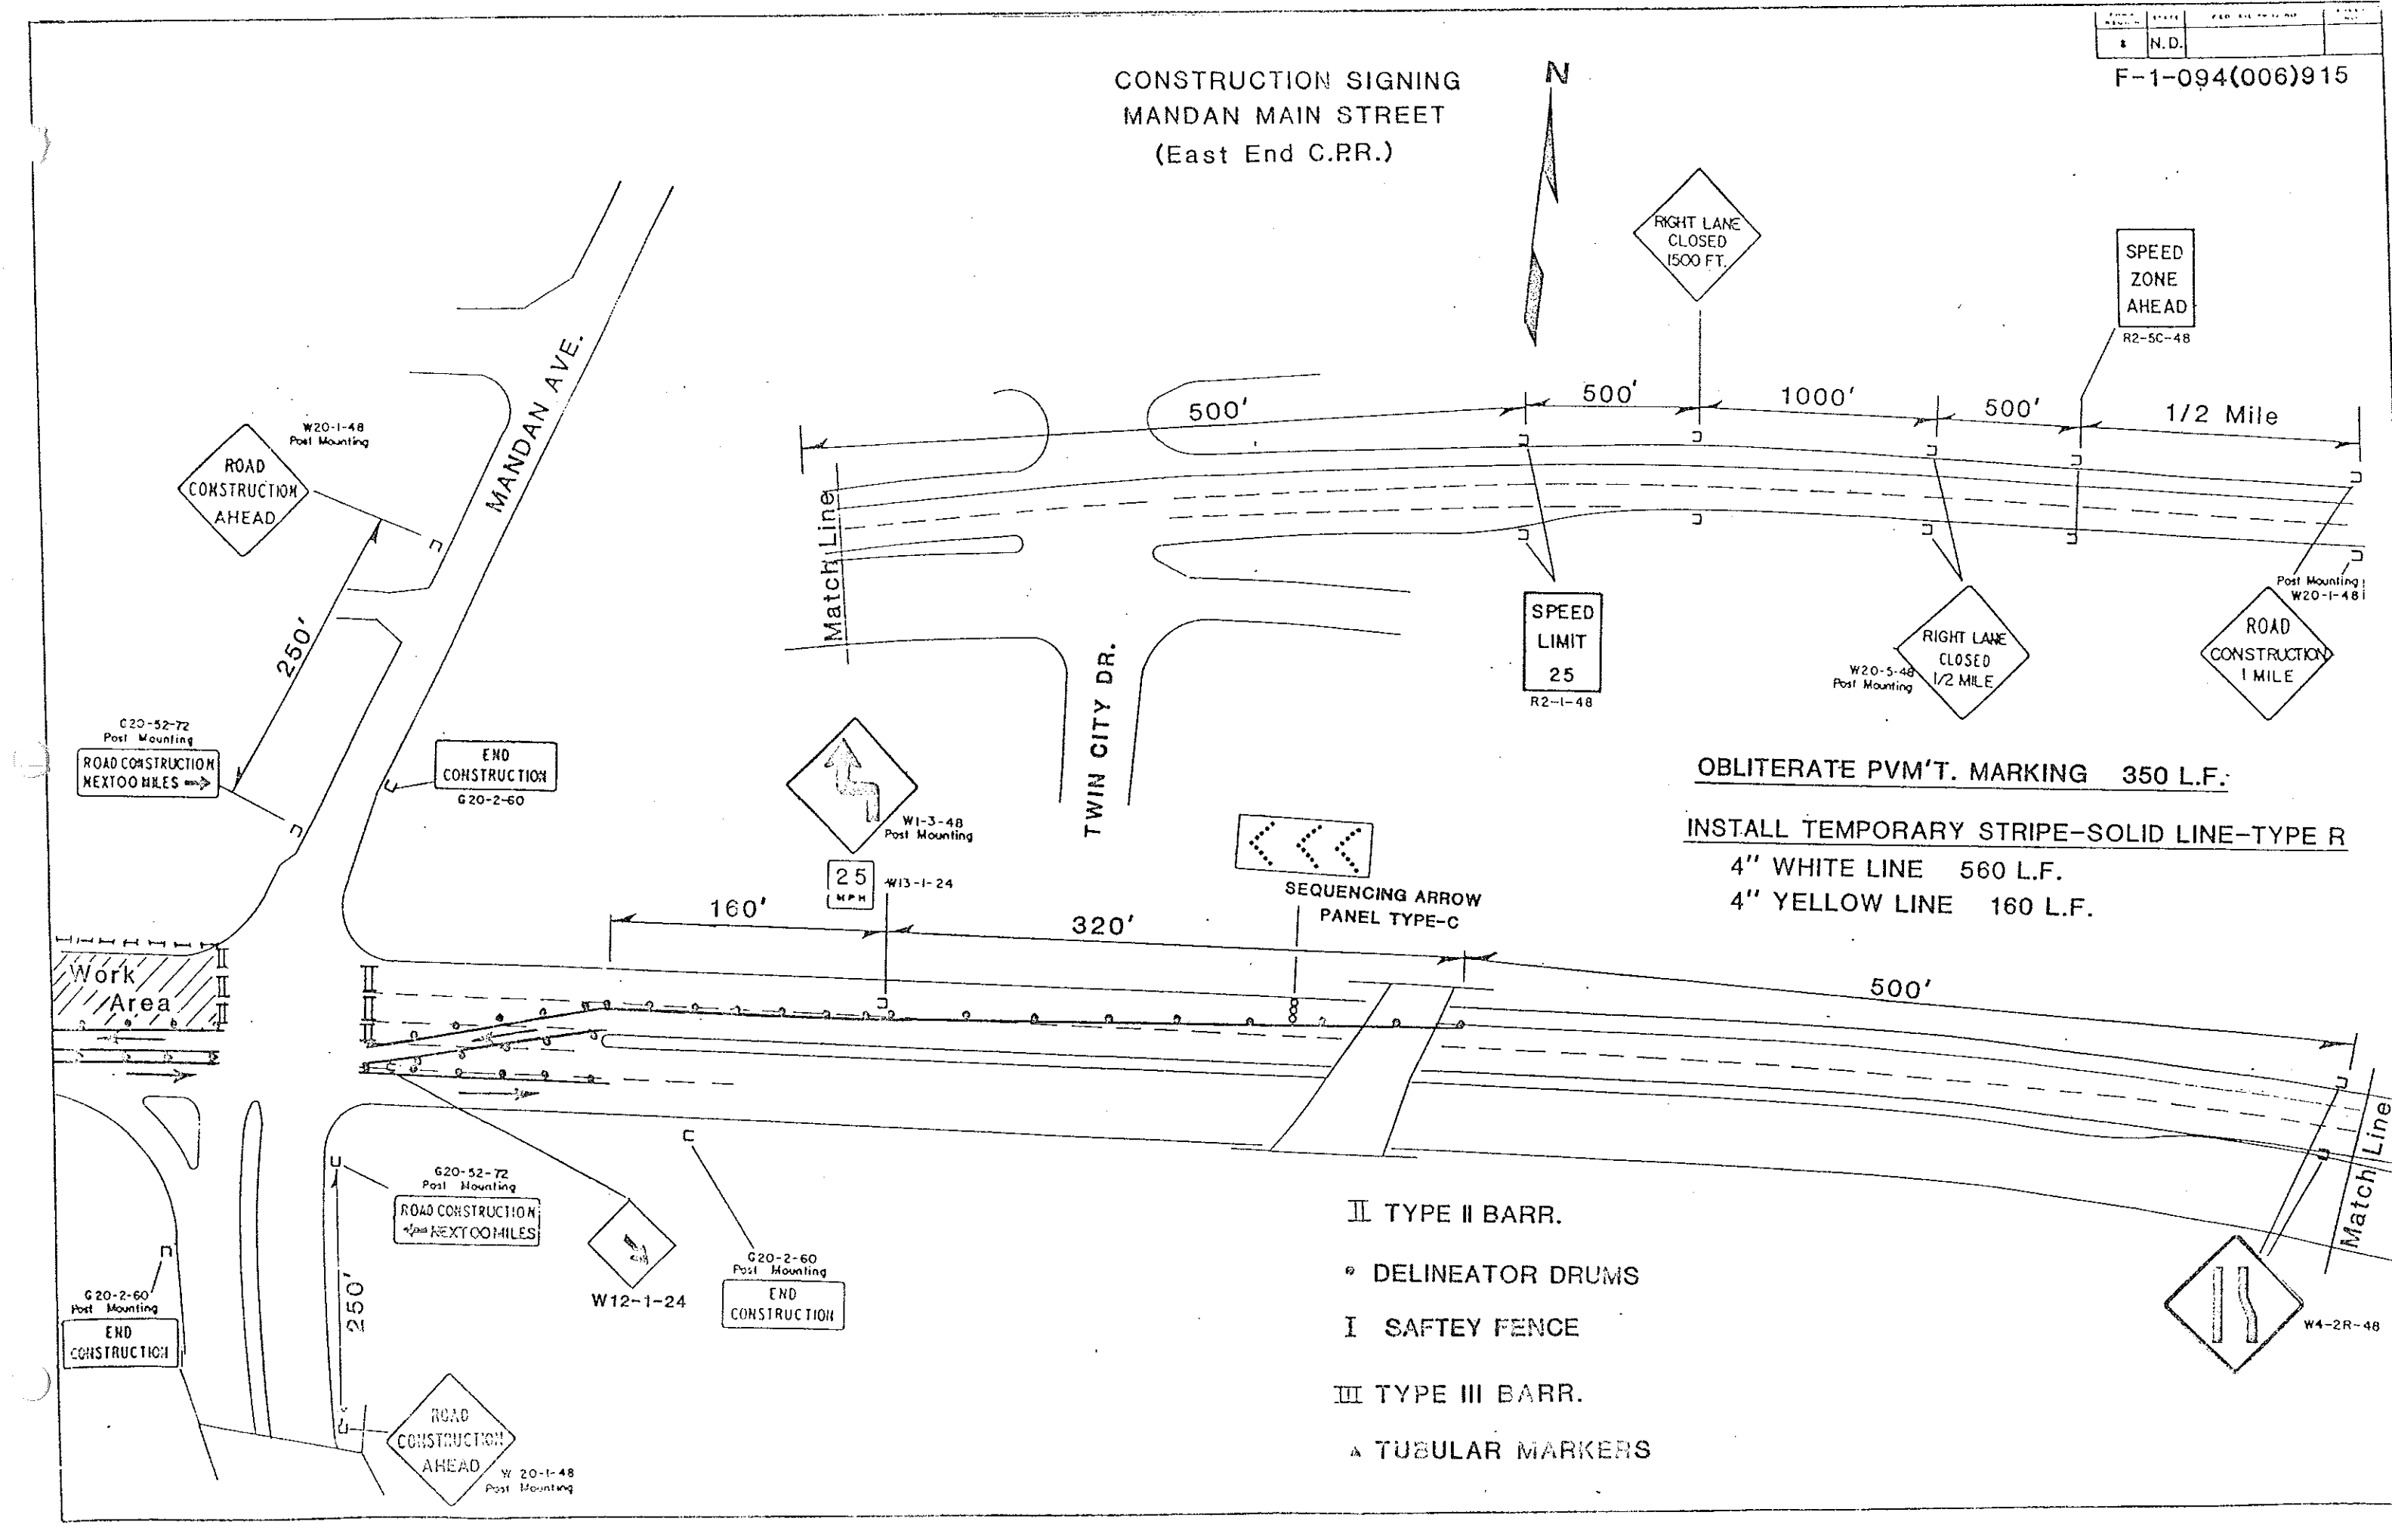 STATE
N.D.
F-1-094(006)915
CONSTRUCTION SIGNING
MANDAN MAIN STREET
(East End C.P.R.)
N
RIGHT LANE
CLOSED
1500 FT.
SPEED
ZONE
AHEAD
R2-5C-48
MANDAN AVE.
W20-1-48
Post Mounting
ROAD
CONSTRUCTION
AHEAD
250'
500'
500'
1000'
500'
1/2 Mile
Match Line
TWIN CITY DR.
SPEED
LIMIT
25
R2-1-48
W20-5-48
Post Mounting
RIGHT LANE
CLOSED
1/2 MILE
Post Mounting
W20-1-48
ROAD
CONSTRUCTION
1 MILE
G20-52-72
Post Mounting
ROAD CONSTRUCTION
NEXT OO MILES
END
CONSTRUCTION
G20-2-60
W1-3-48
Post Mounting
25
MPH
W13-1-24
SEQUENCING ARROW
PANEL TYPE-C
OBLITERATE PVM'T. MARKING 350 L.F.
INSTALL TEMPORARY STRIPE-SOLID LINE-TYPE R
4" WHITE LINE 560 L.F.
4" YELLOW LINE 160 L.F.
160'
320'
500'
Work
Area
Match Line
G20-52-72
Post Mounting
ROAD CONSTRUCTION
NEXT OO MILES
250'
G20-2-60
Post Mounting
END
CONSTRUCTION
W12-1-24
G20-2-60
Post Mounting
END
CONSTRUCTION
ROAD
CONSTRUCTION
AHEAD
W 20-1-48
Post Mounting
W4-2R-48
II TYPE II BARR.
DELINEATOR DRUMS
I SAFTEY FENCE
III TYPE III BARR.
TUBULAR MARKERS